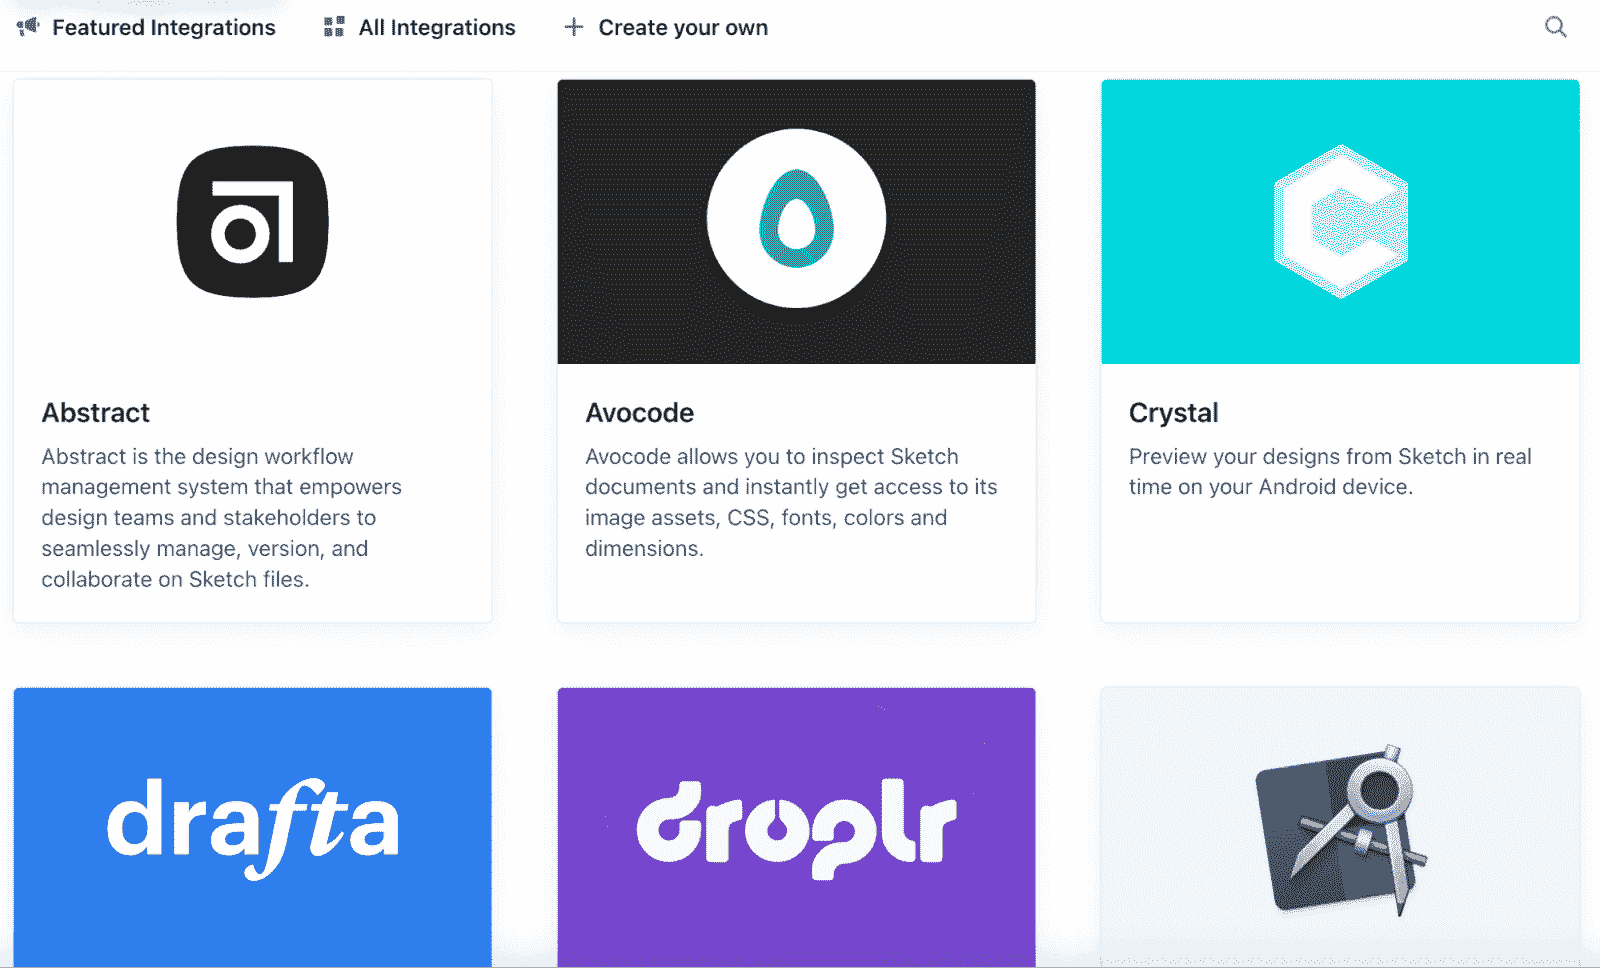 Featured Integrations
All Integrations
Create your own
Abstract
Abstract is the design workflow
management system that empowers
design teams and stakeholders to
seamlessly manage, version, and
collaborate on Sketch files.
Avocode
Avocode allows you to inspect Sketch
documents and instantly get access to its
image assets, CSS, fonts, colors and
dimensions.
Crystal
Preview your designs from Sketch in real
time on your Android device.
drafta
droplr